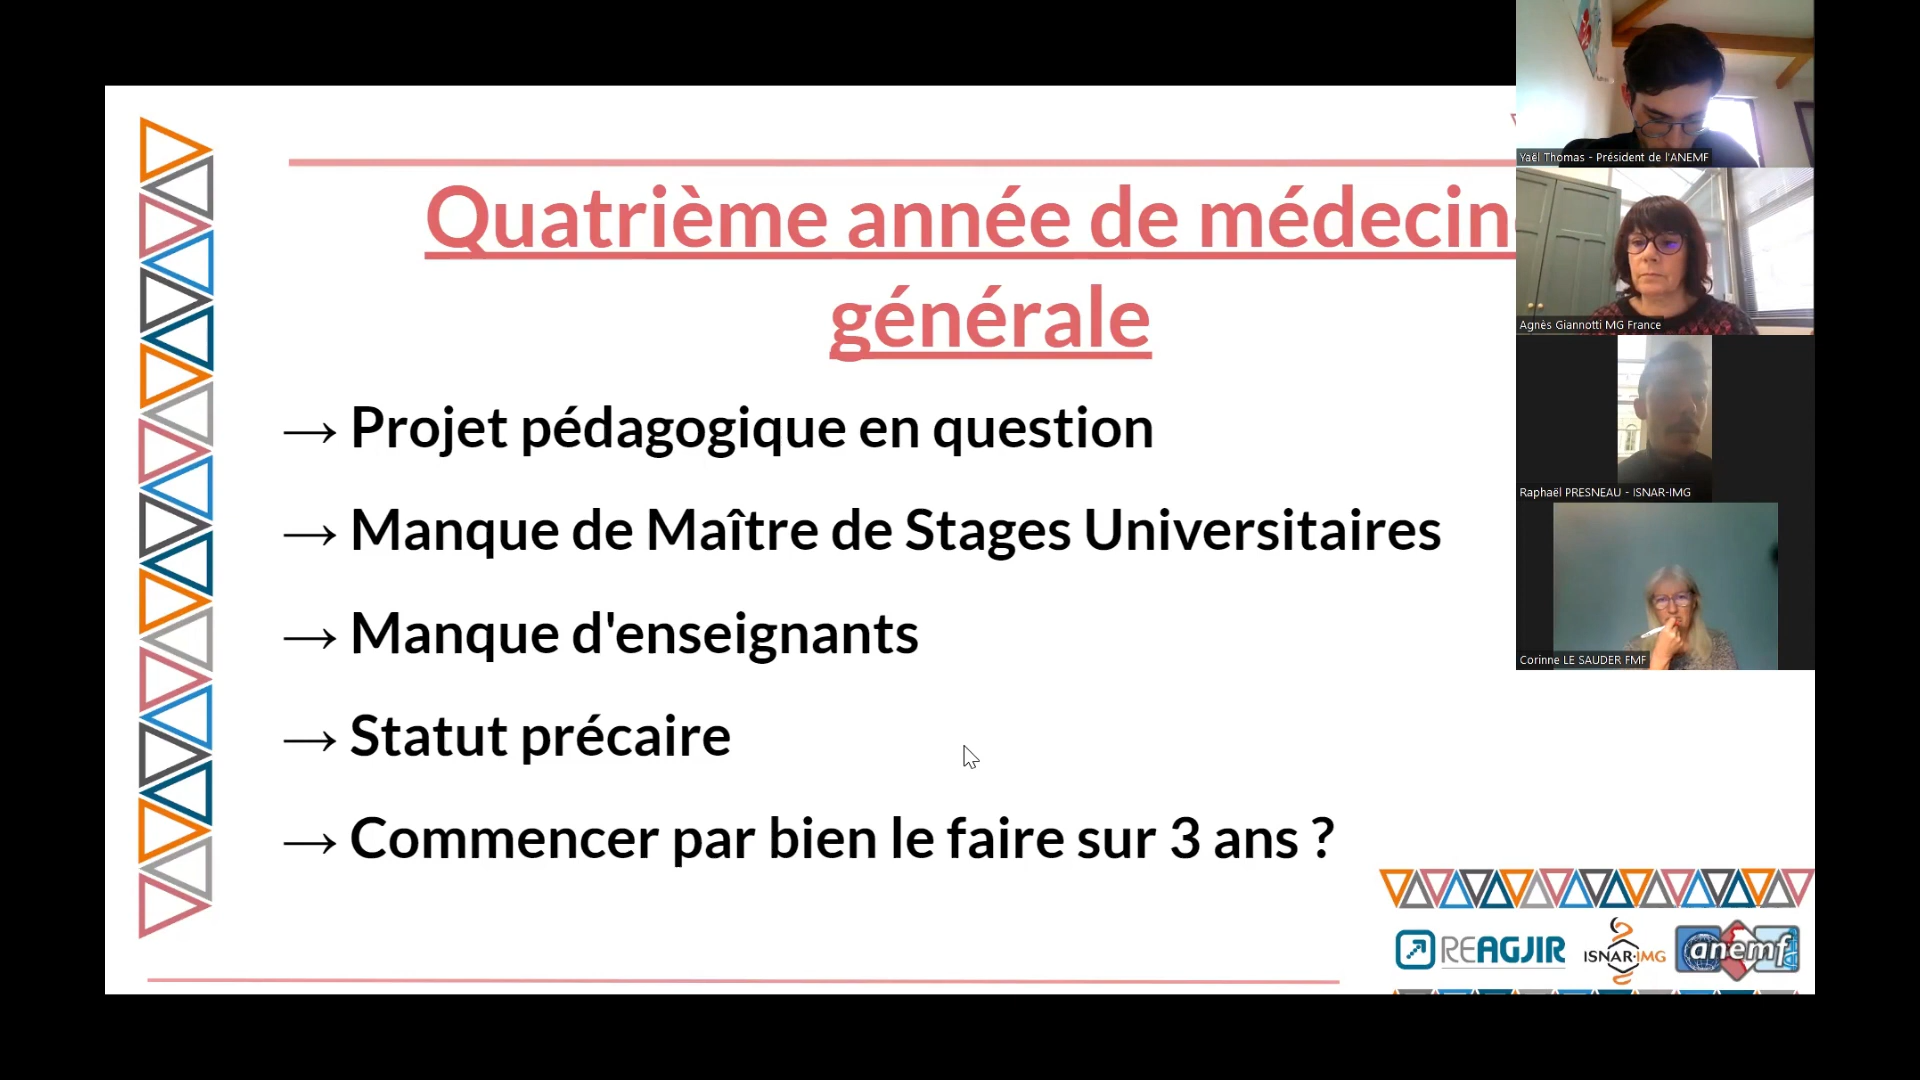 Quatrième année de médecin
générale
→ Projet pédagogique en question
→ Manque de Maître de Stages Universitaires
→ Manque d'enseignants
→ Statut précaire
→ Commencer par bien le faire sur 3 ans ?
Yaël Thomas - Président de l'ANEMF
Agnès Giannotti MG France
Raphaël PRESNEAU - ISNAR-IMG
Corinne LE SAUDER FMF
REAGJIR
ISNAR-IMG
anemf